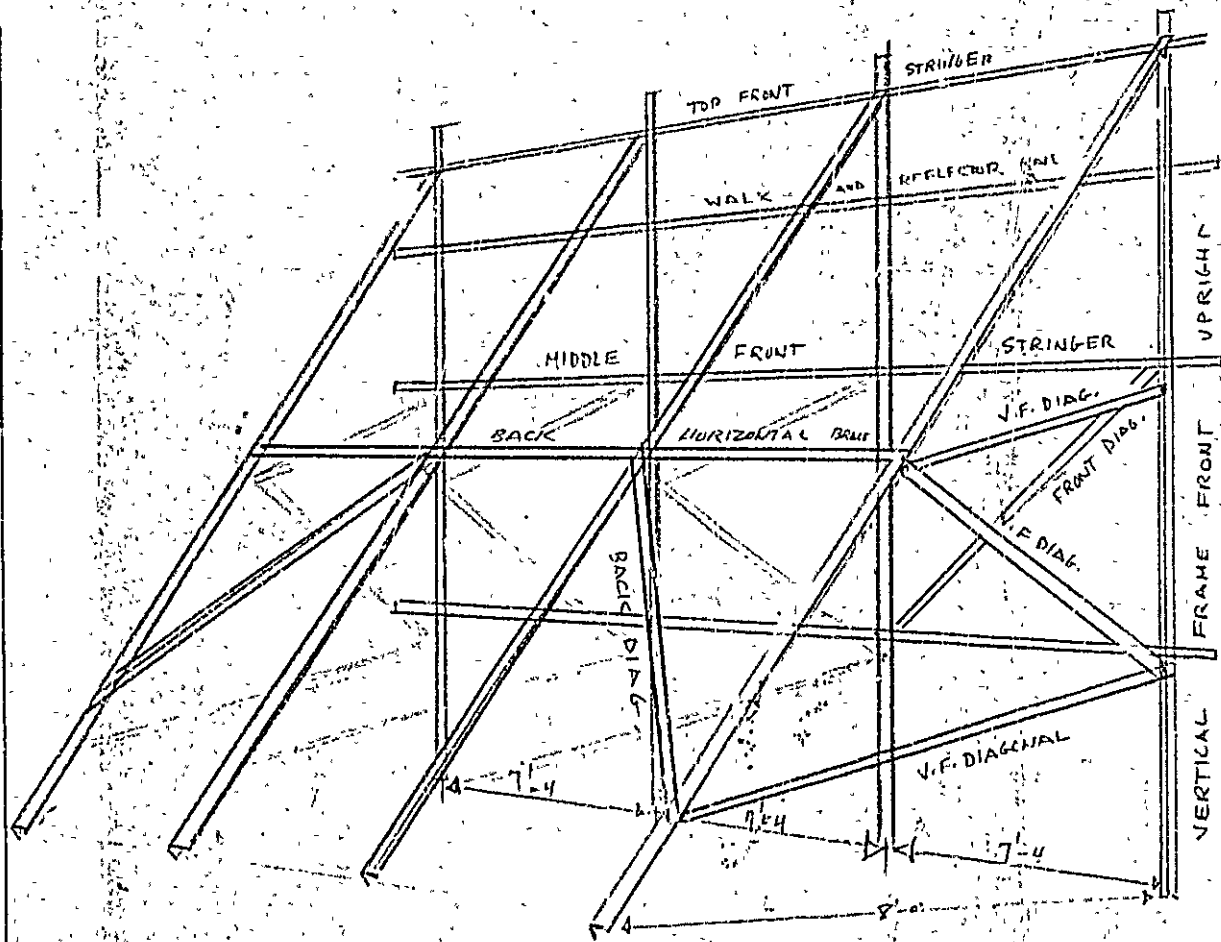 TOP FRONT STRINGER
WALK AND REFLECTOR
MIDDLE FRONT STRINGER
V.F. DIAG.
FRONT DIAG.
BACK HORIZONTAL
F DIAG.
BACK DIAG
V.F. DIAGONAL
VERTICAL FRAME FRONT UPRIGHT
7'-4
7'-4
7'-4
8'-0"